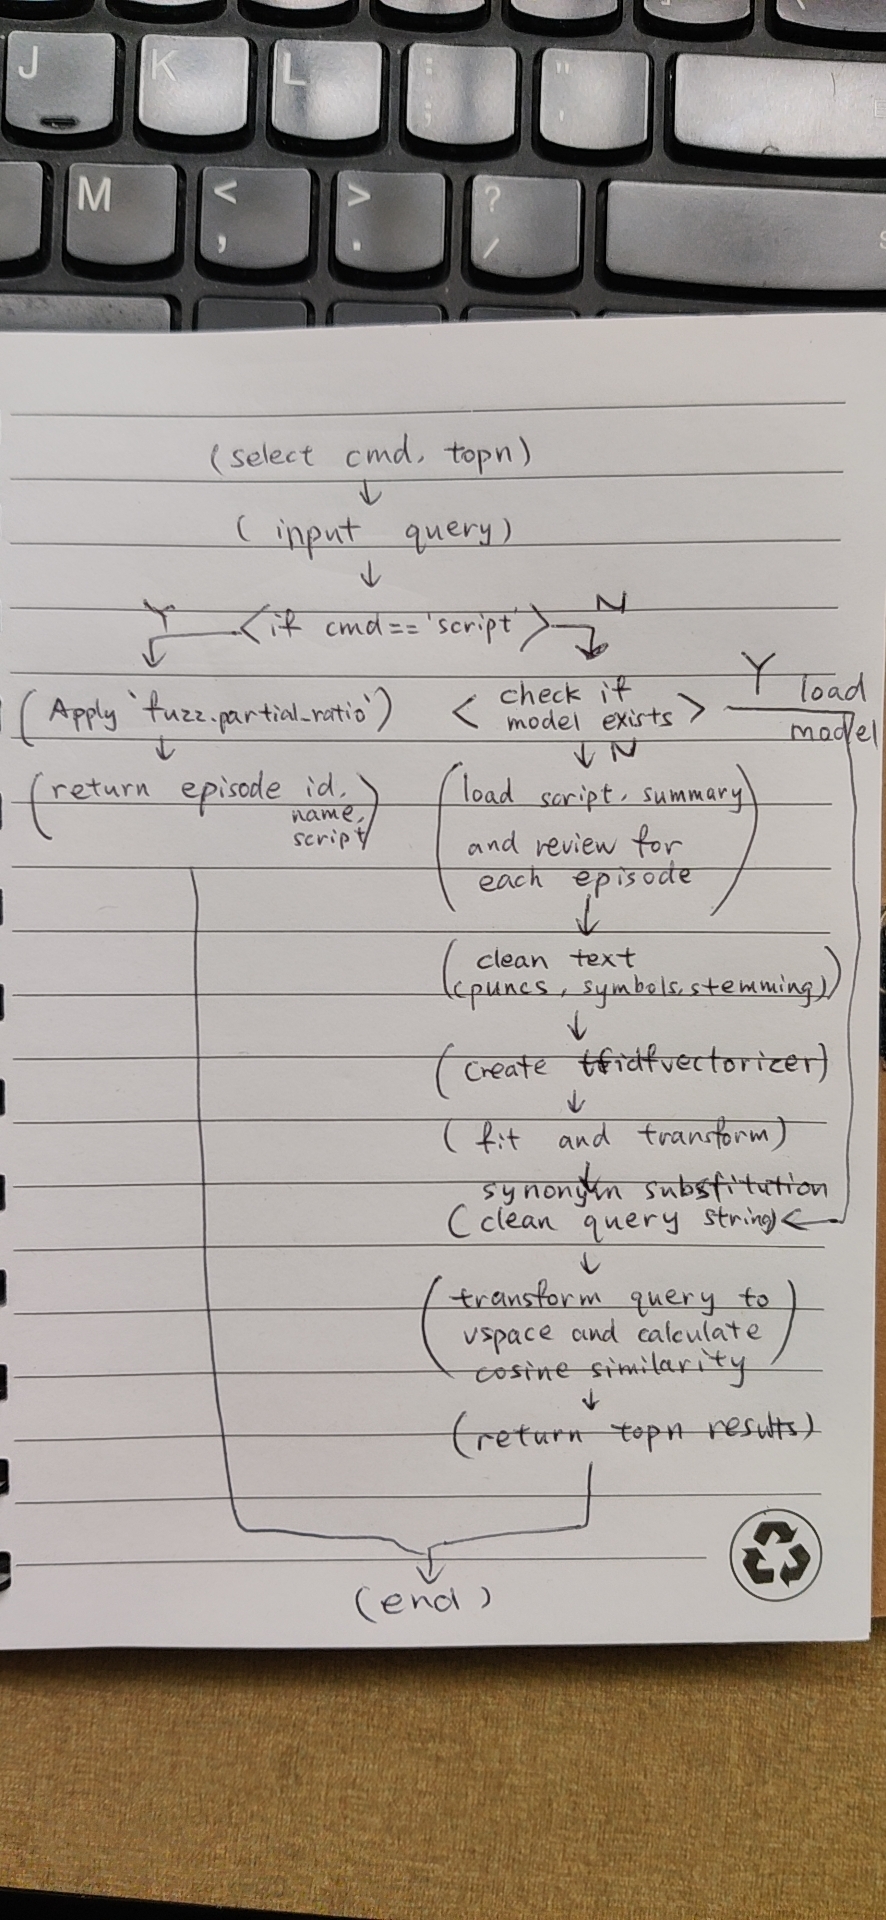 J K L : ; " '
M < , > . ? /
(select cmd, topn)
(input query)
Y <if cmd=='script'> N
(Apply 'fuzz.partial_ratio')
< check if
model exists >
Y load
model
N
(return episode id,
name,
script)
(load script, summary
and review for
each episode)
(clean text
(puncs, symbols, stemming))
(create tfidfvectorizer)
(fit and transform)
synonym substitution
(clean query string)
(transform query to
vspace and calculate
cosine similarity)
(return topn results)
(end)